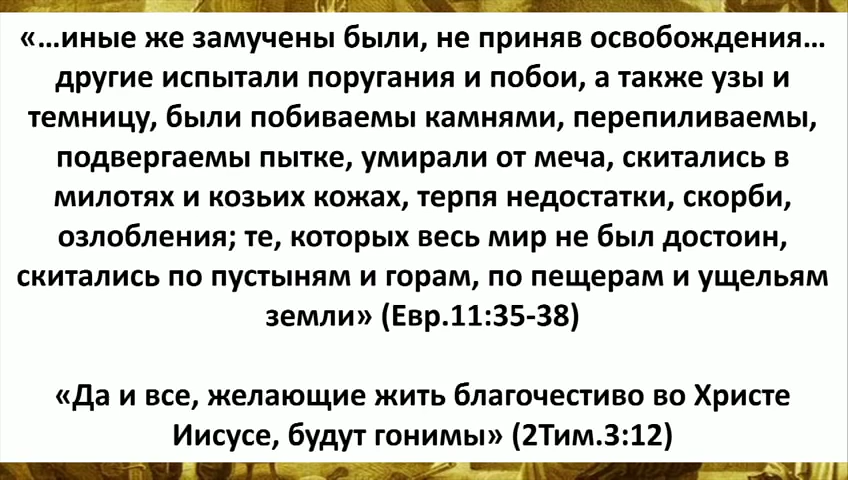 «...иные же замучены были, не приняв освобождения...
другие испытали поругания и побои, а также узы и
темницу, были побиваемы камнями, перепиливаемы,
подвергаемы пытке, умирали от меча, скитались в
милотях и козьих кожах, терпя недостатки, скорби,
озлобления; те, которых весь мир не был достоин,
скитались по пустыням и горам, по пещерам и ущельям
земли» (Евр.11:35-38)
«Да и все, желающие жить благочестиво во Христе
Иисусе, будут гонимы» (2Тим.3:12)